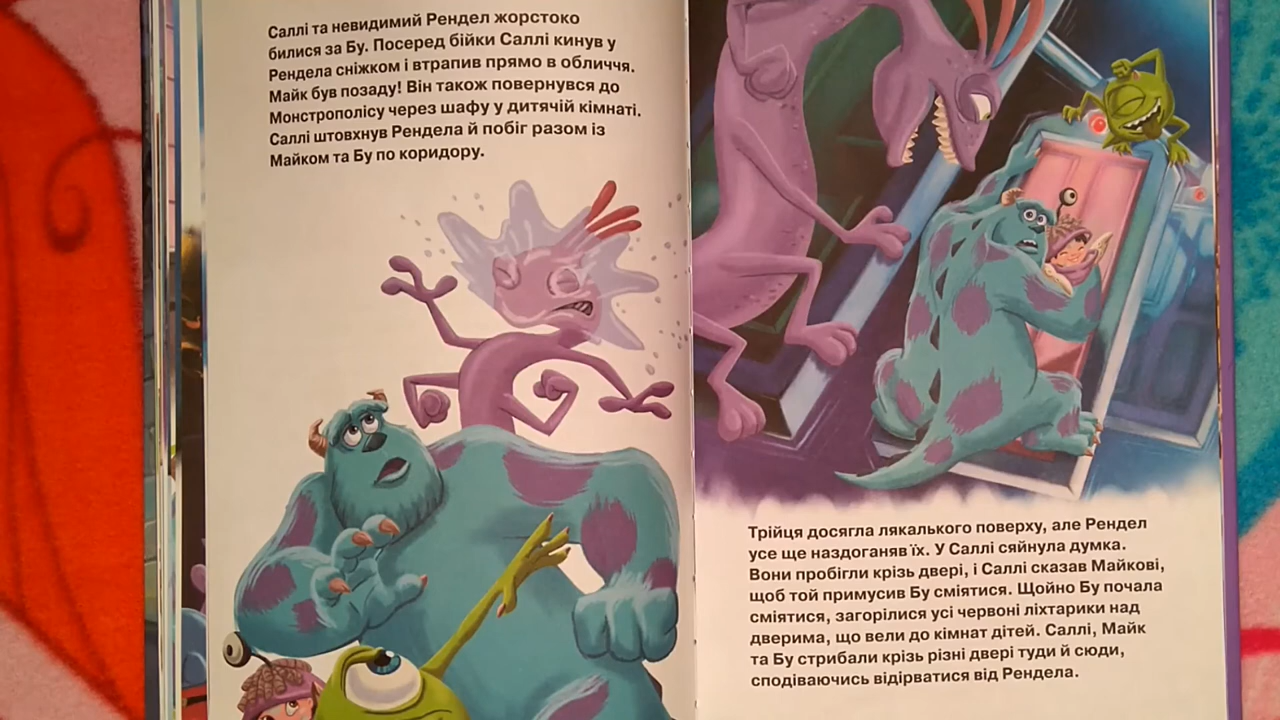 Саллі та невидимий Рендел жорстоко
билися за Бу. Посеред бійки Саллі кинув у
Рендела сніжком і втрапив прямо в обличчя.
Майк був позаду! Він також повернувся до
Монстрополісу через шафу у дитячій кімнаті.
Саллі штовхнув Рендела й побіг разом із
Майком та Бу по коридору.
Трійця досягла лякалького поверху, але Рендел
усе ще наздоганяв їх. У Саллі сяйнула думка.
Вони пробігли крізь двері, і Саллі сказав Майкові,
щоб той примусив Бу сміятися. Щойно Бу почала
сміятися, загорілися усі червоні ліхтарики над
дверима, що вели до кімнат дітей. Саллі, Майк
та Бу стрибали крізь різні двері туди й сюди,
сподіваючись відірватися від Рендела.